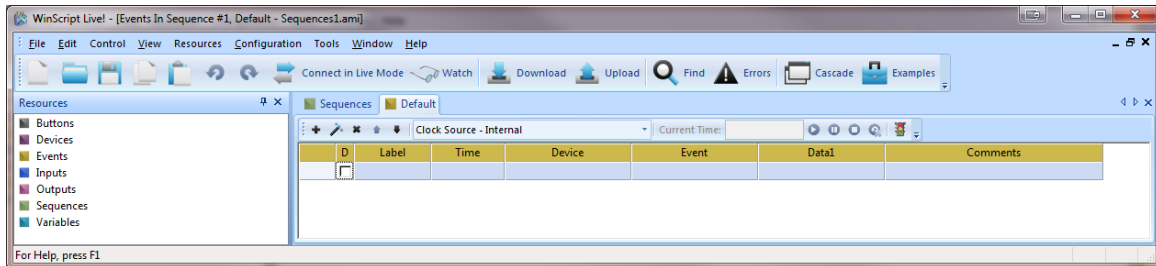 WinScript Live! - [Events In Sequence #1, Default - Sequences1.ami]
File Edit Control View Resources Configuration Tools Window Help
Connect in Live Mode Watch Download Upload Find Errors Cascade Examples
Resources
Sequences Default
Buttons
Devices
Events
Inputs
Outputs
Sequences
Variables
Clock Source - Internal Current Time:
D Label Time Device Event Data1 Comments
For Help, press F1